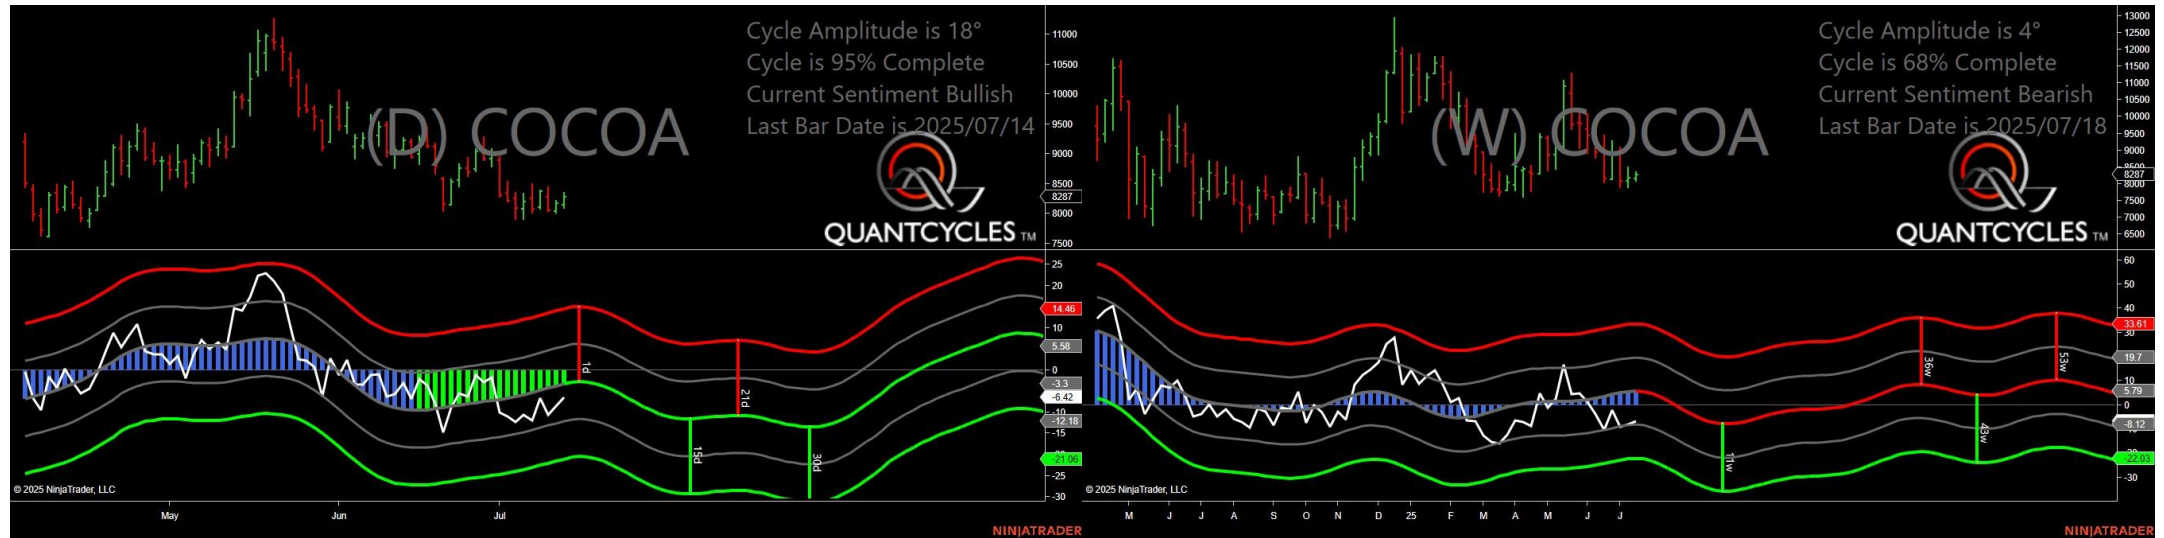 Cycle Amplitude is 18°
Cycle is 95% Complete
Current Sentiment Bullish
Last Bar Date is 2025/07/14
(D) COCOA
QUANTCYCLES TM
11000
10500
10000
9500
9000
8500
8287
8000
7500
25
20
14.46
10
5.58
0
-3.3
-6.42
-10
-12.18
-15
-21.06
-25
-30
1d
21d
15d
30d
© 2025 NinjaTrader, LLC
May
Jun
Jul
NINJATRADER
Cycle Amplitude is 4°
Cycle is 68% Complete
Current Sentiment Bearish
Last Bar Date is 2025/07/18
(W) COCOA
QUANTCYCLES TM
13000
12500
12000
11500
11000
10500
10000
9500
9000
8500
8287
8000
7500
7000
6500
60
50
40
33.61
30
19.7
10
5.79
0
-8.12
-22.03
-30
36w
53w
11w
43w
© 2025 NinjaTrader, LLC
M J J A S O N D 25 F M A M J J
NINJATRADER